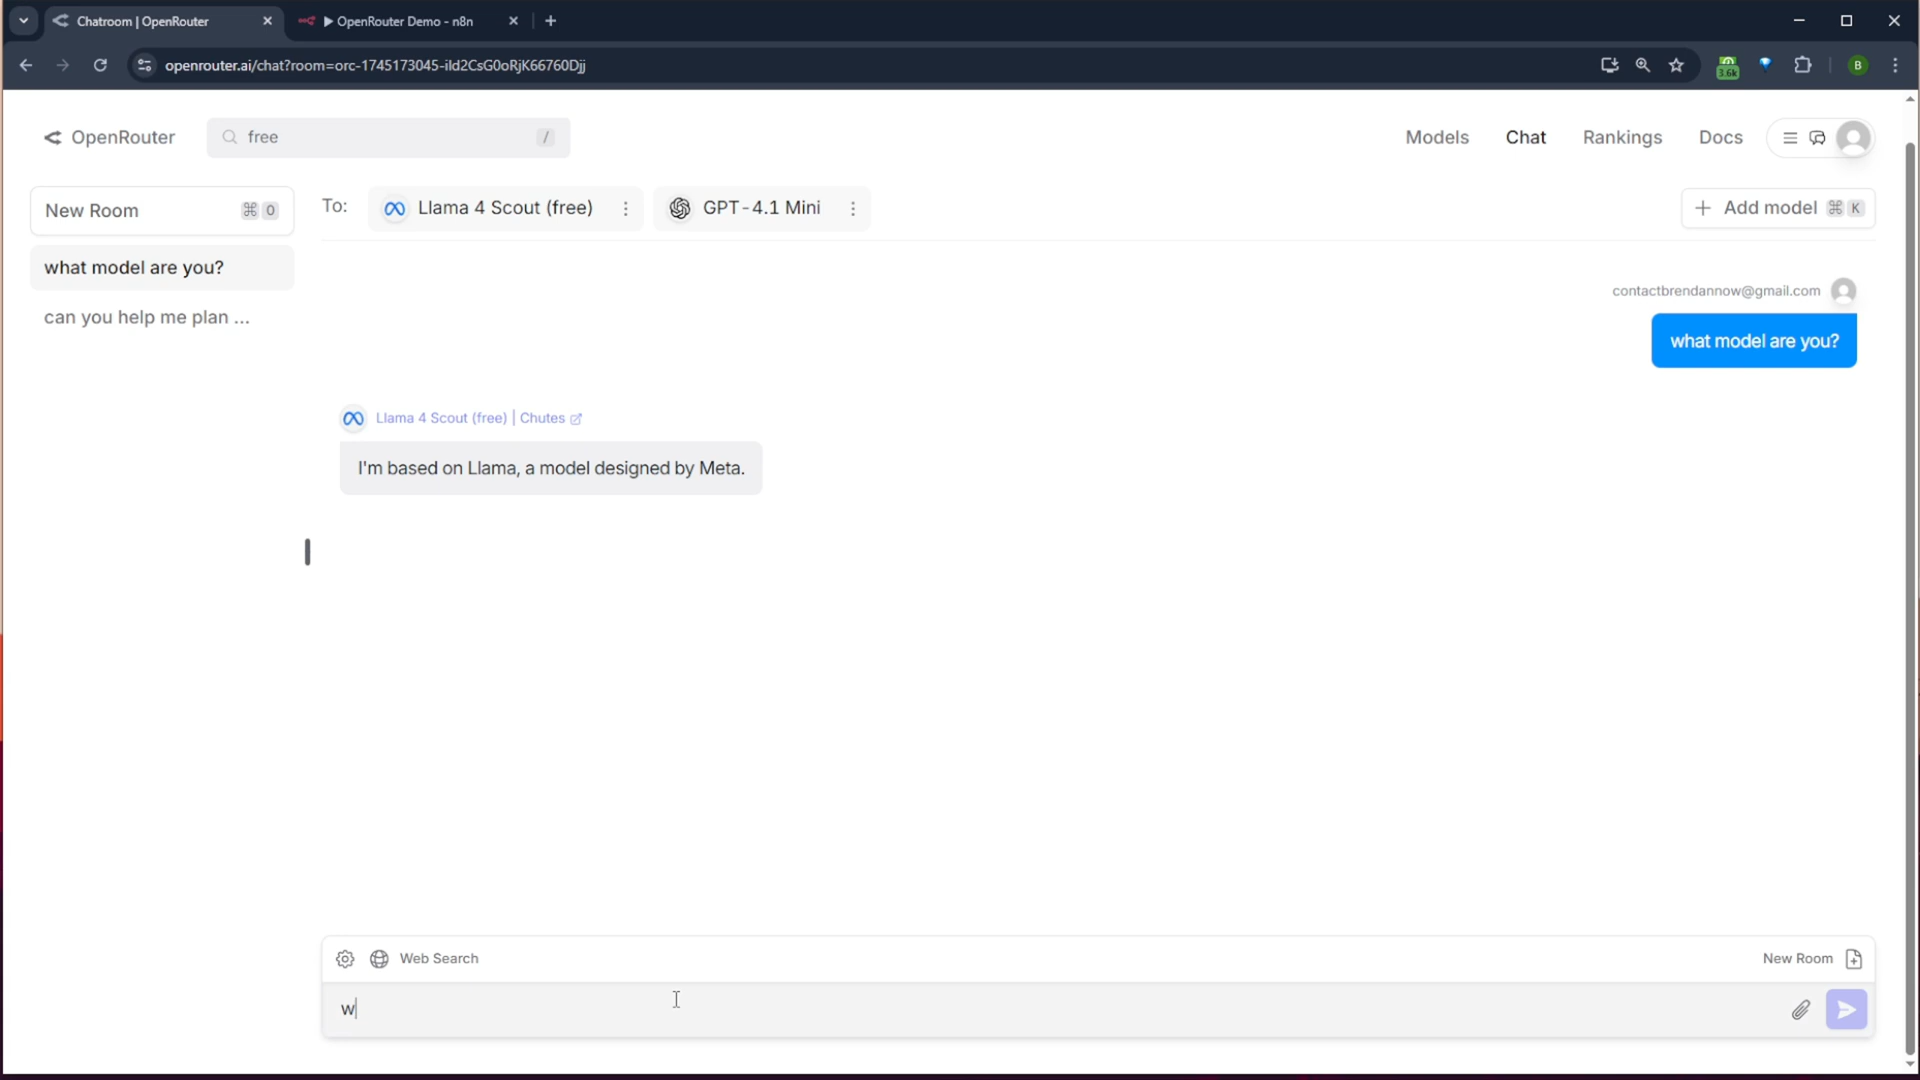 Chatroom | OpenRouter
OpenRouter Demo - n8n
openrouter.ai/chat?room=orc-1745173045-ild2CsG0oRjK66760Djj
3.6k
B
OpenRouter
free
/
Models
Chat
Rankings
Docs
New Room
⌘ 0
To:
Llama 4 Scout (free)
GPT-4.1 Mini
+ Add model ⌘ K
what model are you?
can you help me plan ...
contactbrendannow@gmail.com
what model are you?
Llama 4 Scout (free) | Chutes
I'm based on Llama, a model designed by Meta.
Web Search
New Room
w